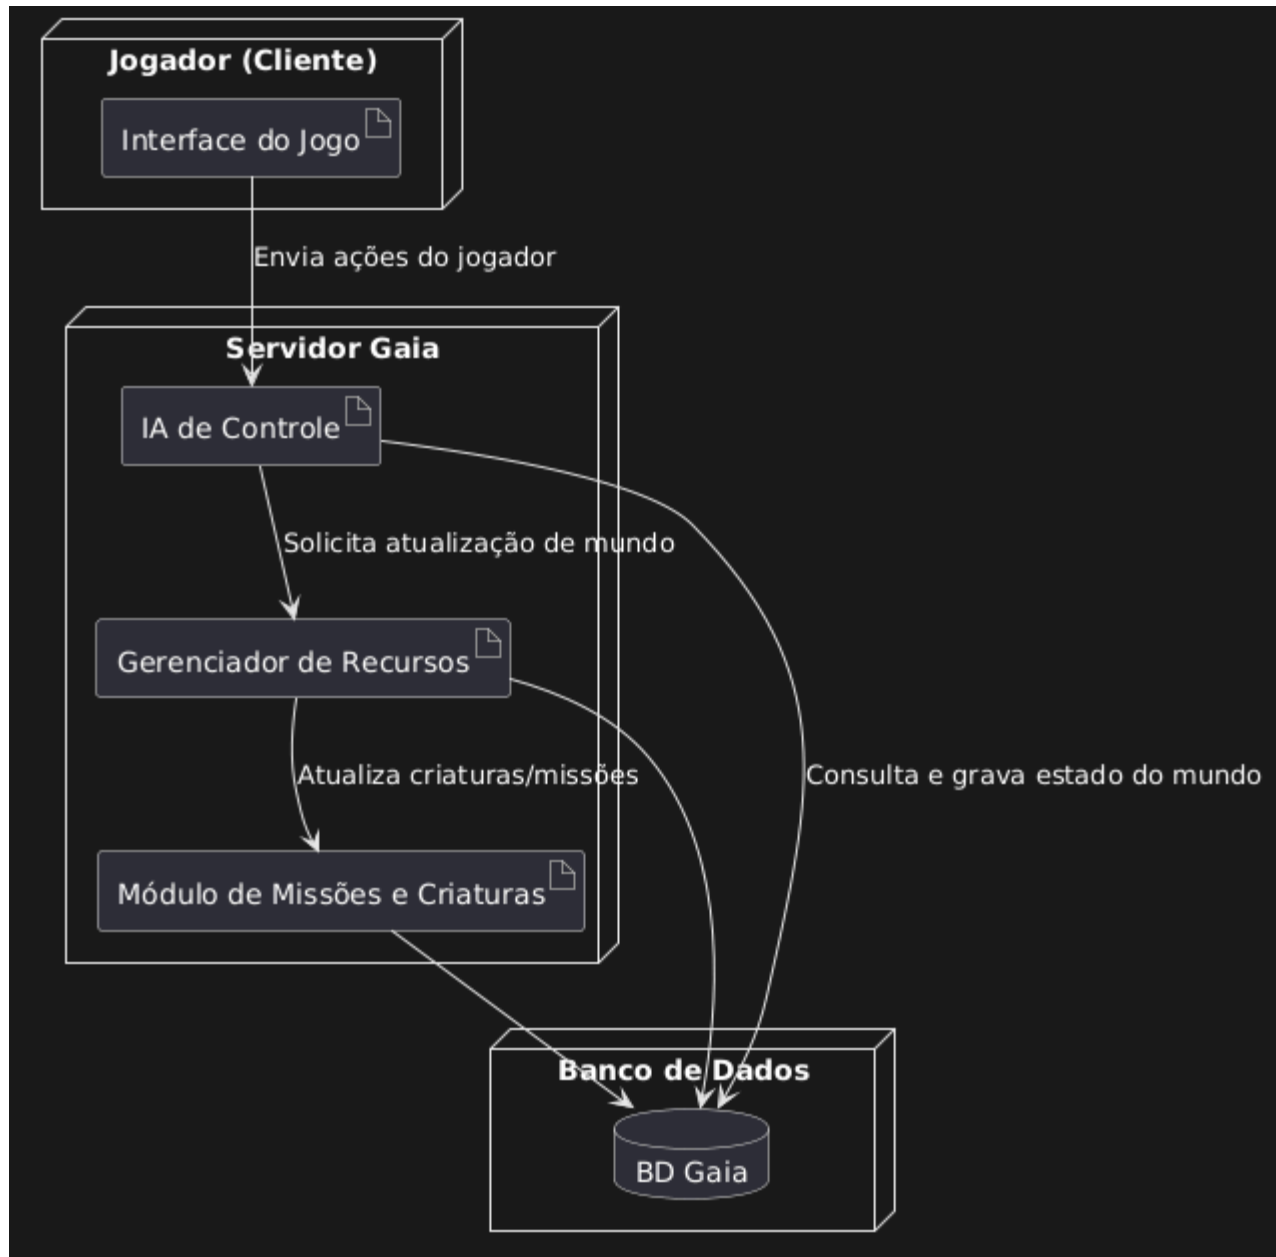 Jogador (Cliente)
Interface do Jogo
Envia ações do jogador
Servidor Gaia
IA de Controle
Solicita atualização de mundo
Gerenciador de Recursos
Atualiza criaturas/missões
Consulta e grava estado do mundo
Módulo de Missões e Criaturas
Banco de Dados
BD Gaia